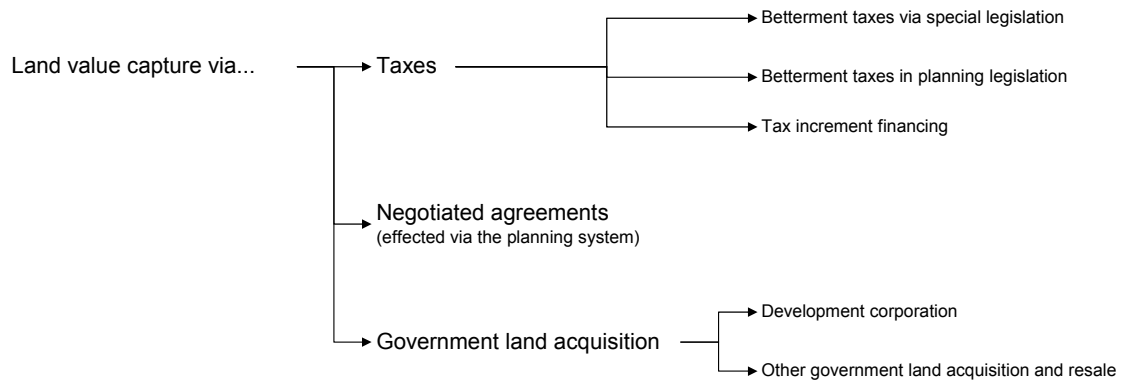 Land value capture via...
Taxes
Betterment taxes via special legislation
Betterment taxes in planning legislation
Tax increment financing
Negotiated agreements
(effected via the planning system)
Government land acquisition
Development corporation
Other government land acquisition and resale